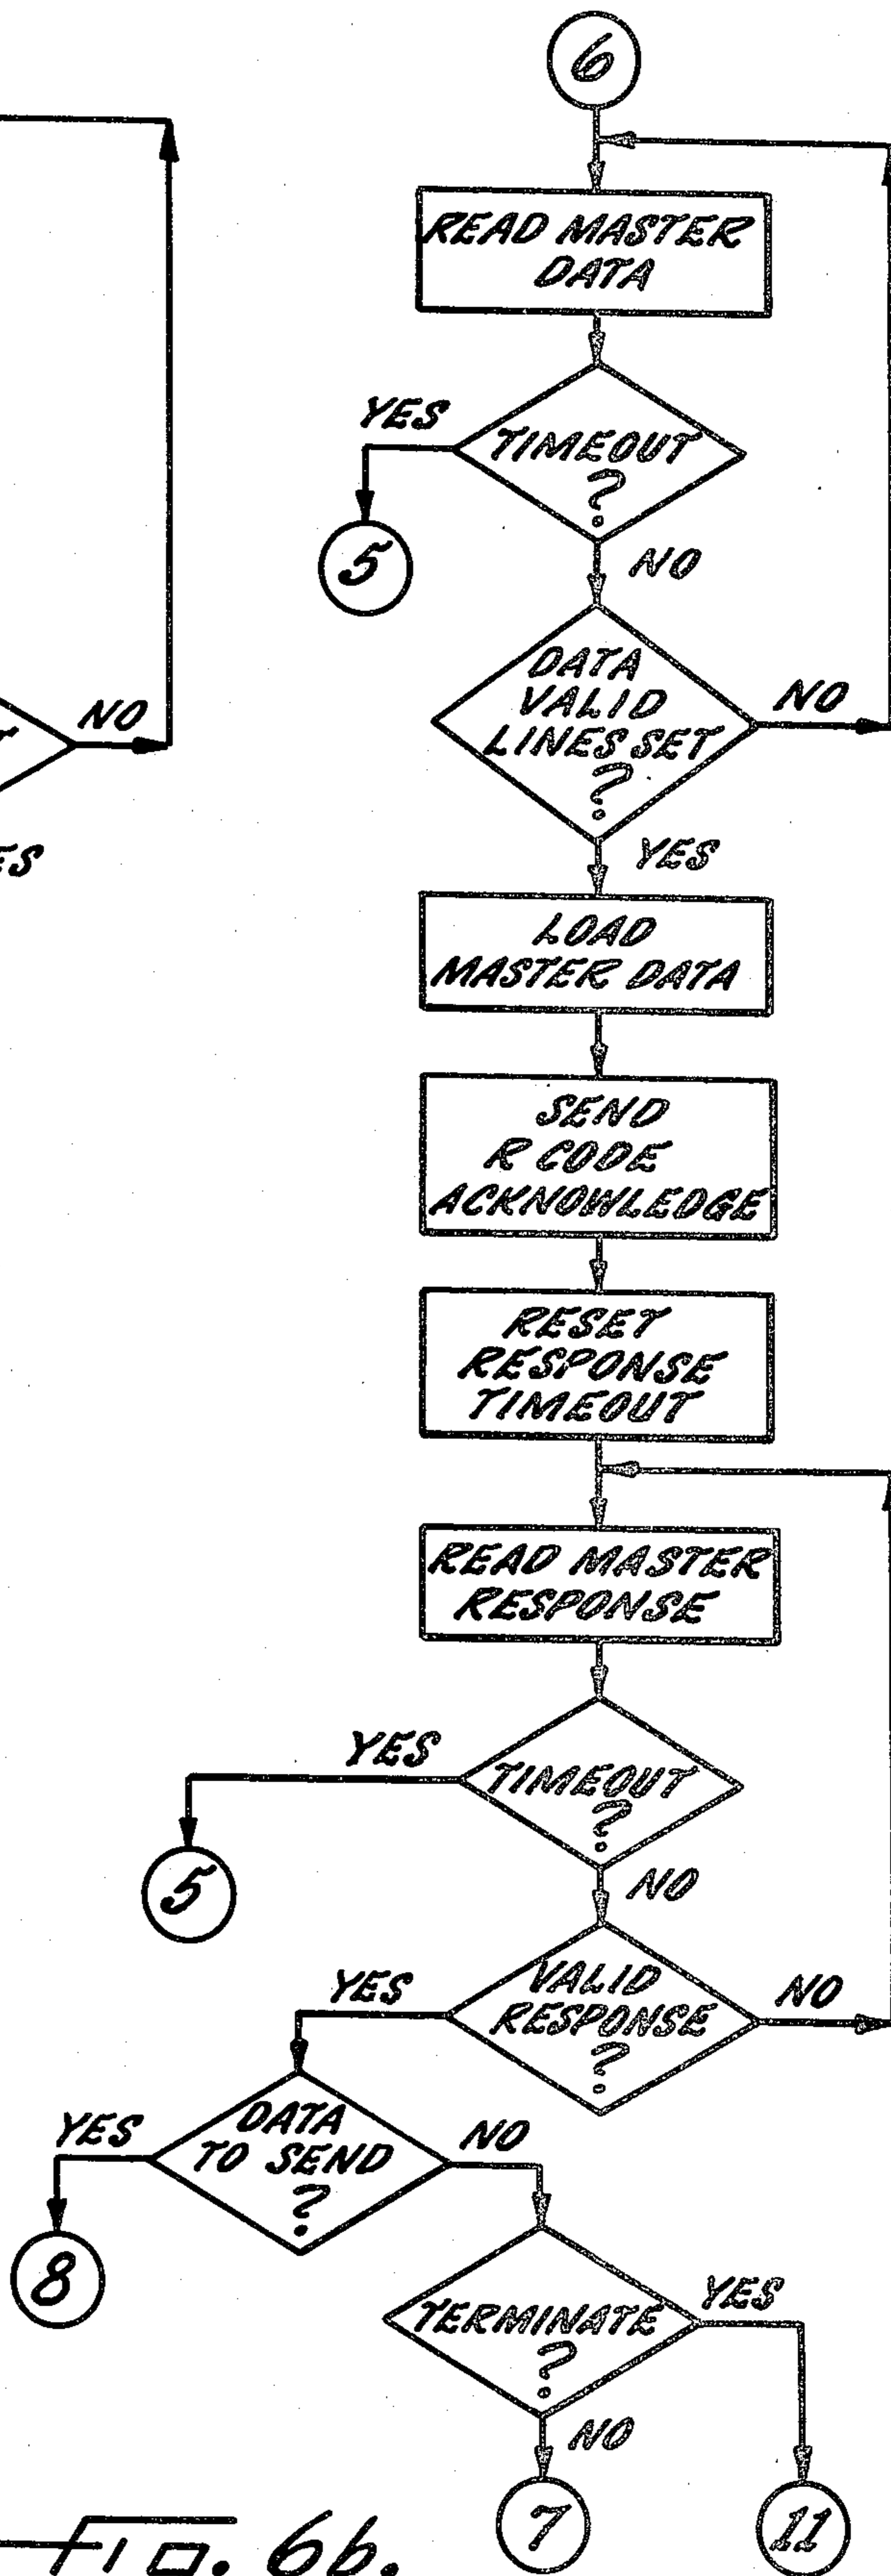 6
READ MASTER
DATA
YES
TIMEOUT
?
5
NO
DATA
VALID
LINES SET
?
NO
NO
YES
LOAD
MASTER DATA
SEND
R CODE
ACKNOWLEDGE
RESET
RESPONSE
TIMEOUT
READ MASTER
RESPONSE
YES
TIMEOUT
?
5
NO
YES
VALID
RESPONSE
?
NO
YES
DATA
TO SEND
?
NO
8
TERMINATE
?
YES
NO
7
11
FIG. 6b.